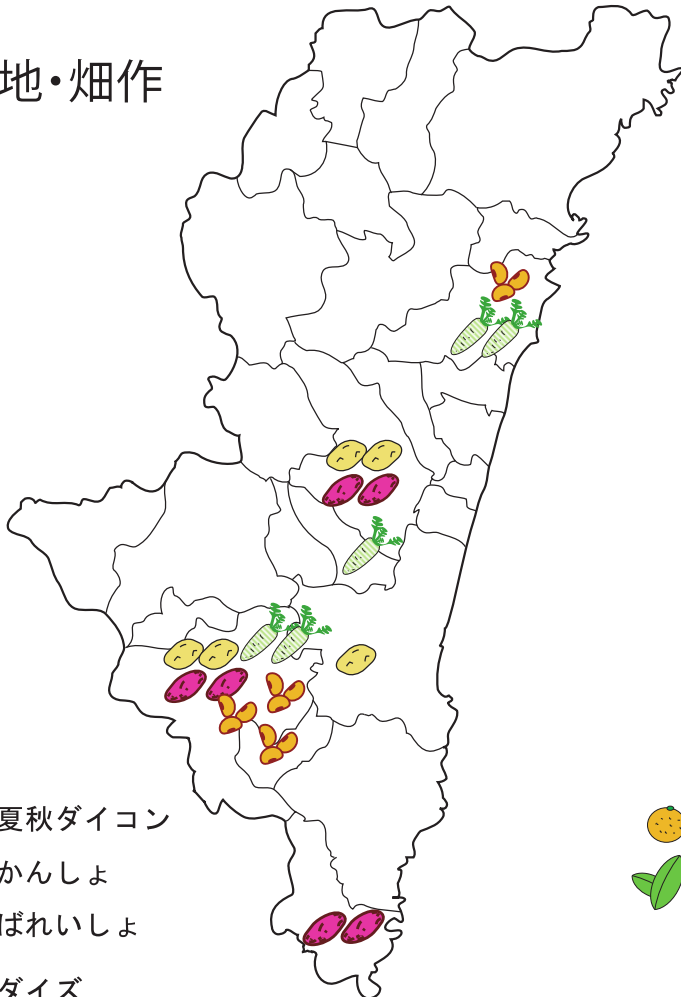 地・畑作
夏秋ダイコン
かんしょ
ばれいしょ
ダイズ